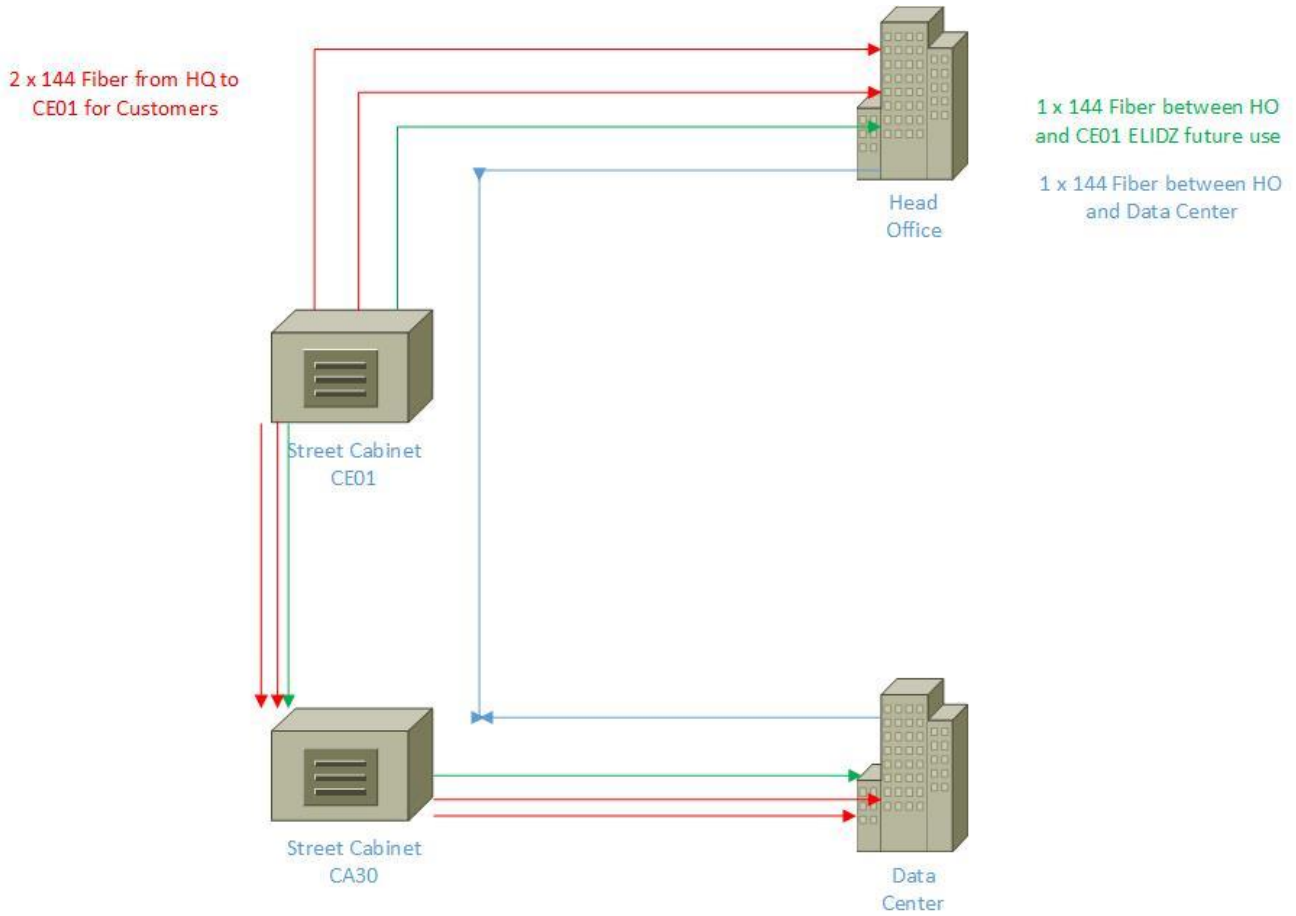 2 x 144 Fiber from HQ to
CE01 for Customers
1 x 144 Fiber between HO
and CE01 ELIDZ future use
1 x 144 Fiber between HO
and Data Center
Head
Office
Street Cabinet
CE01
Street Cabinet
CA30
Data
Center